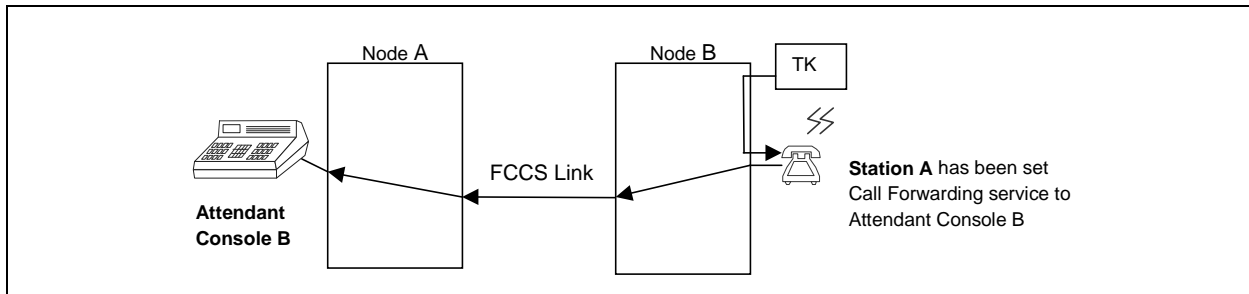 Node A
Node B
TK
FCCS Link
Attendant
Console B
Station A has been set
Call Forwarding service to
Attendant Console B